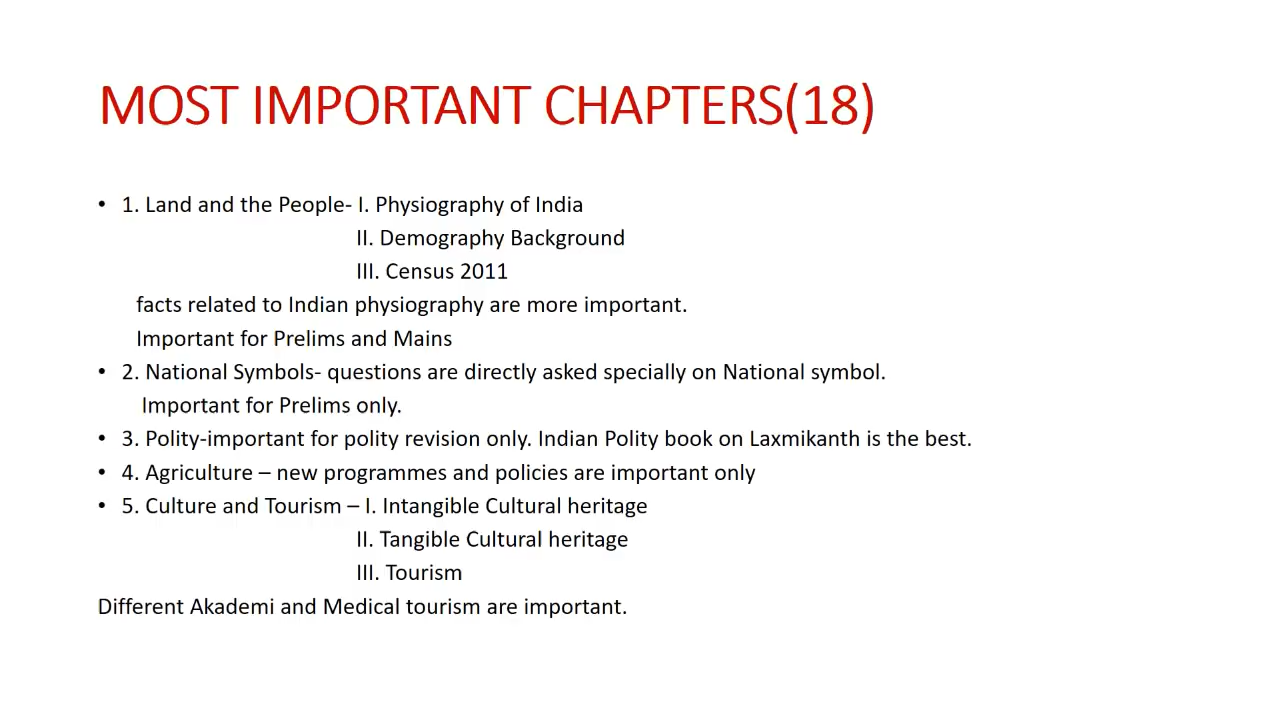 MOST IMPORTANT CHAPTERS(18)
• 1. Land and the People- I. Physiography of India
II. Demography Background
III. Census 2011
facts related to Indian physiography are more important.
Important for Prelims and Mains
• 2. National Symbols- questions are directly asked specially on National symbol.
Important for Prelims only.
• 3. Polity-important for polity revision only. Indian Polity book on Laxmikanth is the best.
• 4. Agriculture – new programmes and policies are important only
• 5. Culture and Tourism – I. Intangible Cultural heritage
II. Tangible Cultural heritage
III. Tourism
Different Akademi and Medical tourism are important.